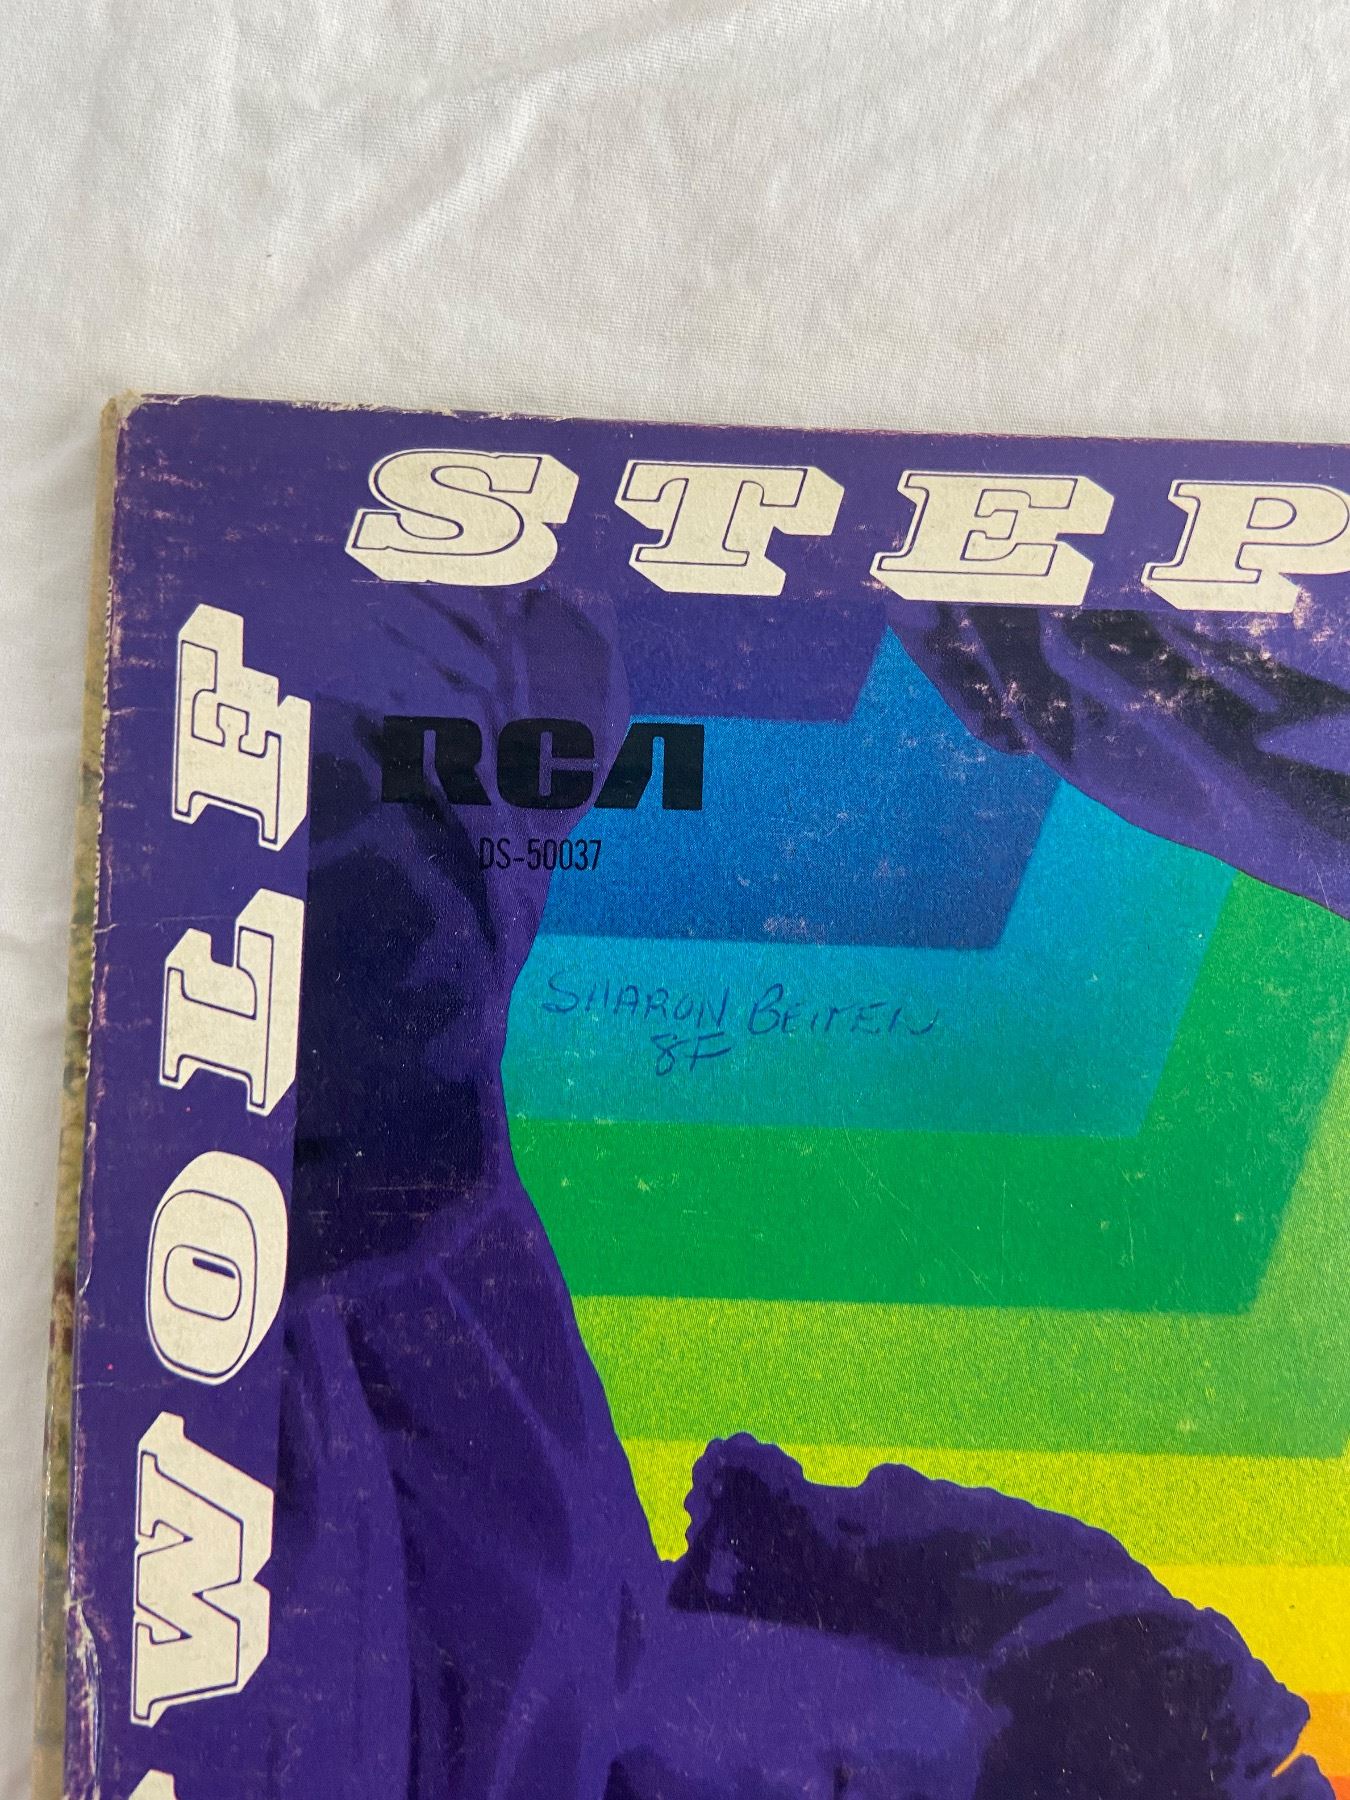 STEP
WOLF
RCA
DS-50037
SHARON BEITEN
8F